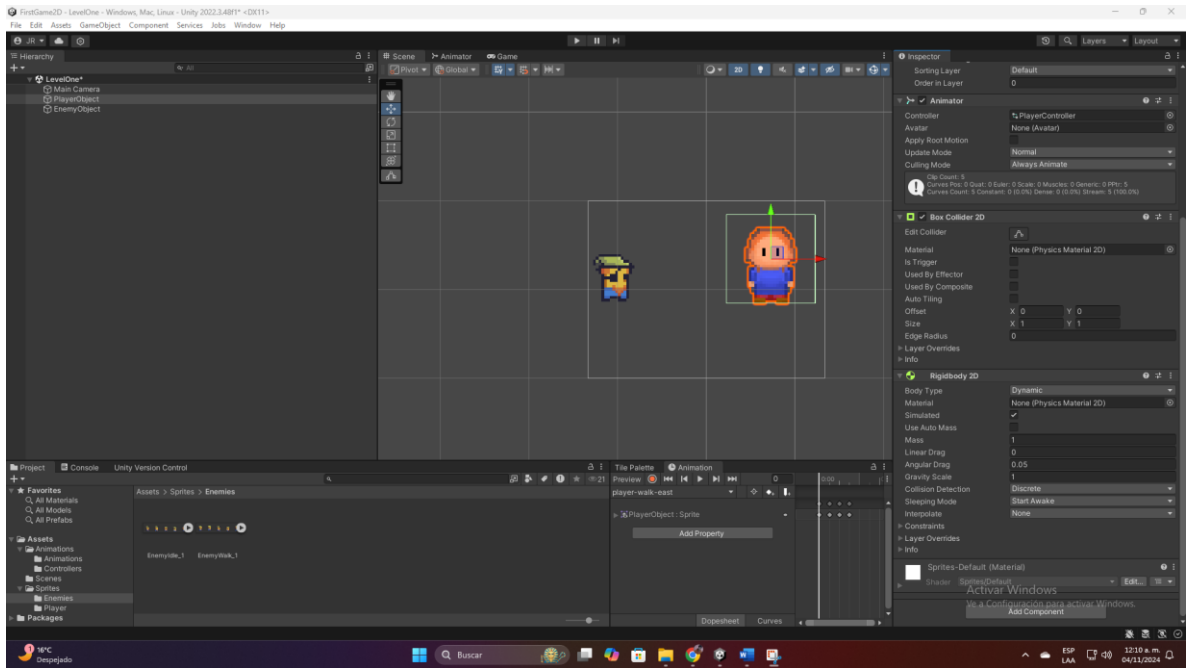 FirstGame2D - LevelOne - Windows, Mac, Linux - Unity 2022.3.48f1* <DX11>
File Edit Assets GameObject Component Services Jobs Window Help
JR Layers Layout
Hierarchy
All
LevelOne*
Main Camera
PlayerObject
EnemyObject
Scene Animator Game
Pivot Global 2D
Inspector
Sorting Layer Default
Order in Layer 0
Animator
Controller PlayerController
Avatar None (Avatar)
Apply Root Motion
Update Mode Normal
Culling Mode Always Animate
Clip Count: 5
Curves Pos: 0 Quat: 0 Euler: 0 Scale: 0 Muscles: 0 Generic: 0 PPtr: 5
Curves Count: 5 Constant: 0 (0.0%) Dense: 0 (0.0%) Stream: 5 (100.0%)
Box Collider 2D
Edit Collider
Material None (Physics Material 2D)
Is Trigger
Used By Effector
Used By Composite
Auto Tiling
Offset X 0 Y 0
Size X 1 Y 1
Edge Radius 0
Layer Overrides
Info
Rigidbody 2D
Body Type Dynamic
Material None (Physics Material 2D)
Simulated
Use Auto Mass
Mass 1
Linear Drag 0
Angular Drag 0.05
Gravity Scale 1
Collision Detection Discrete
Sleeping Mode Start Awake
Interpolate None
Constraints
Layer Overrides
Info
Sprites-Default (Material)
Shader Sprites/Default Edit...
Activar Windows
Ve a Configuración para activar Windows.
Add Component
Project Console Unity Version Control
21
Favorites
All Materials
All Models
All Prefabs
Assets
Animations
Animations
Controllers
Scenes
Sprites
Enemies
Player
Packages
Assets > Sprites > Enemies
EnemyIdle_1 EnemyWalk_1
Tile Palette Animation
Preview 0 0:00
player-walk-east
PlayerObject : Sprite
Add Property
Dopesheet Curves
1
16°C
Despejado
Buscar
ESP
LAA
12:10 a. m.
04/11/2024